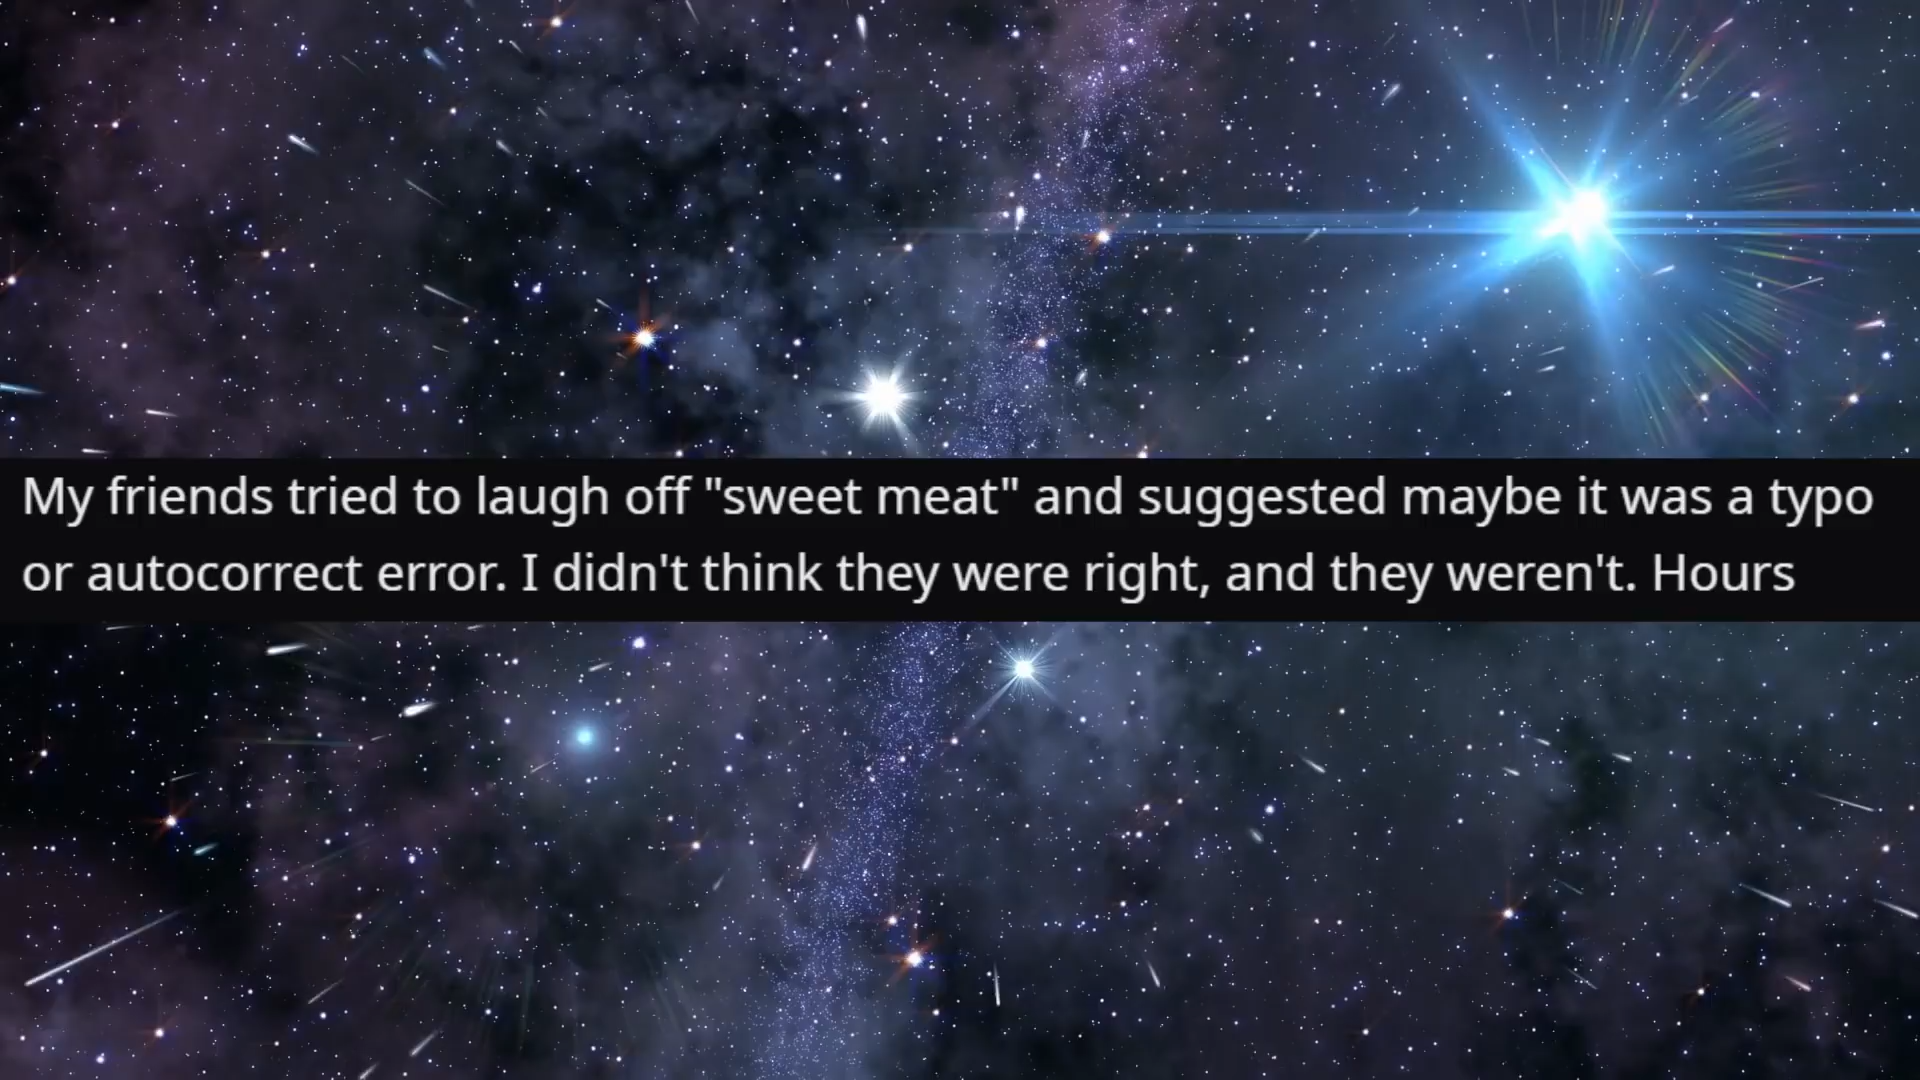 My friends tried to laugh off "sweet meat" and suggested maybe it was a typo
or autocorrect error. I didn't think they were right, and they weren't. Hours